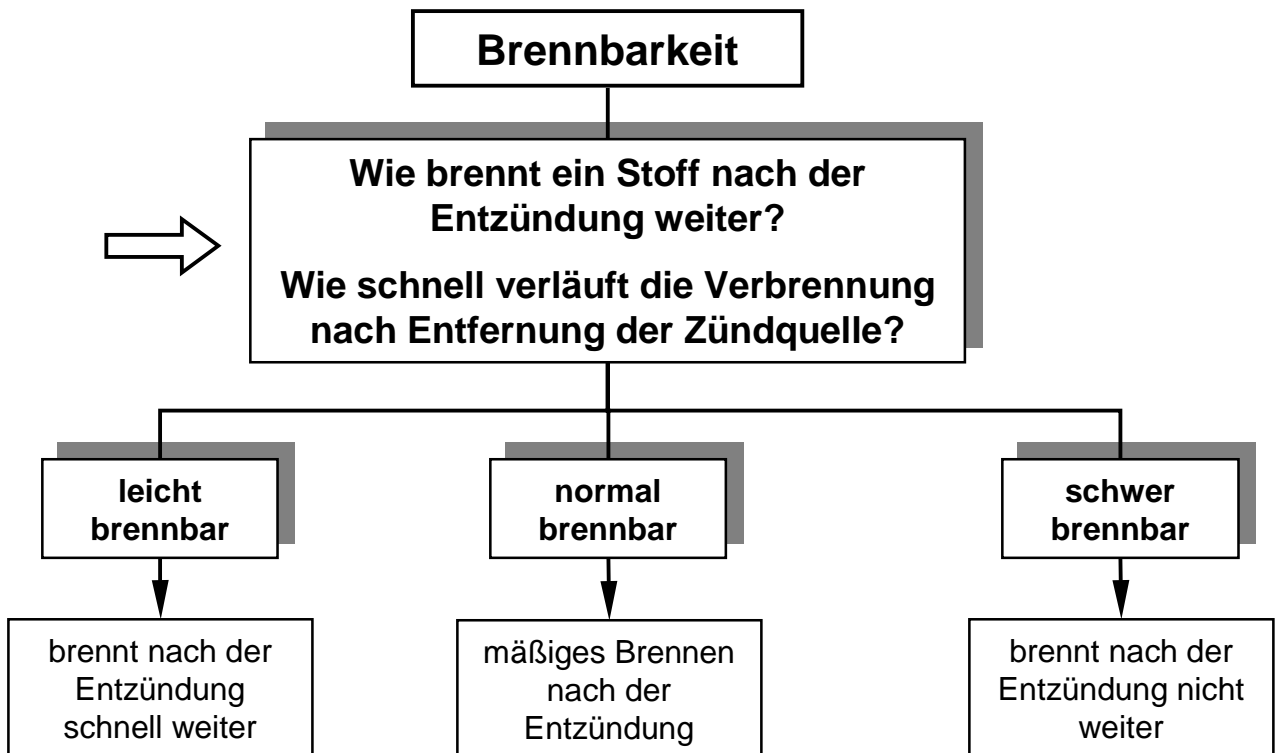 Brennbarkeit
Wie brennt ein Stoff nach der
Entzündung weiter?
Wie schnell verläuft die Verbrennung
nach Entfernung der Zündquelle?
leicht
brennbar
normal
brennbar
schwer
brennbar
brennt nach der
Entzündung
schnell weiter
mäßiges Brennen
nach der
Entzündung
brennt nach der
Entzündung nicht
weiter